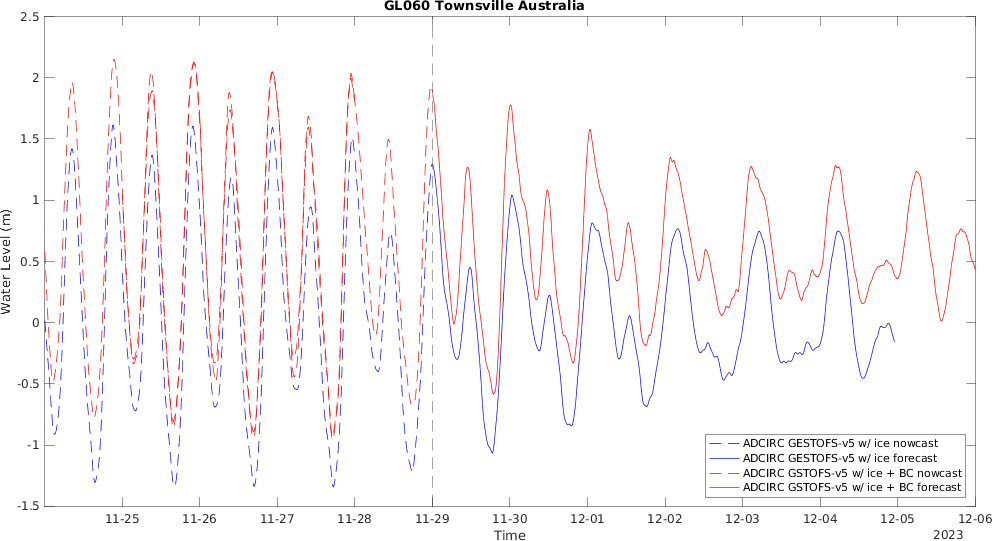 GL060 Townsville Australia
2.5
2
1.5
1
0.5
0
-0.5
-1
-1.5
Water Level (m)
11-25 11-26 11-27 11-28 11-29 11-30 12-01 12-02 12-03 12-04 12-05 12-06
Time
2023
ADCIRC GESTOFS-v5 w/ ice nowcast
ADCIRC GESTOFS-v5 w/ ice forecast
ADCIRC GSTOFS-v5 w/ ice + BC nowcast
ADCIRC GSTOFS-v5 w/ ice + BC forecast